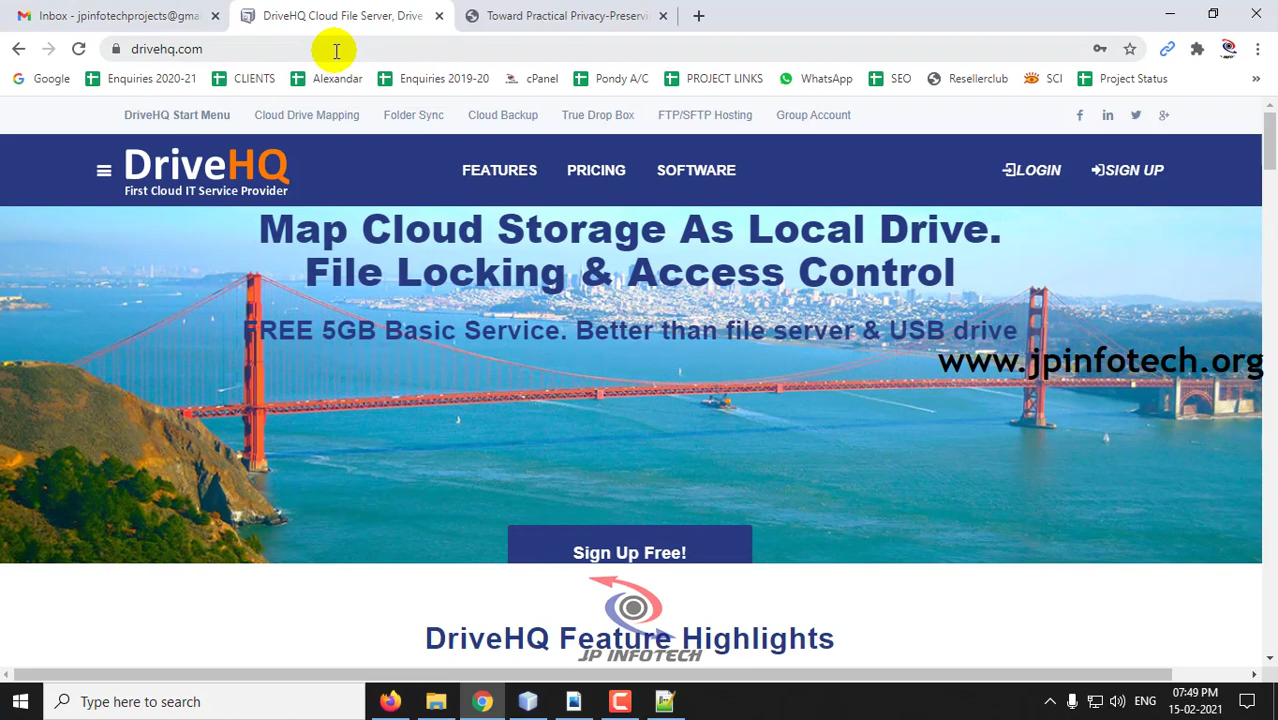 Inbox - jpinfotechprojects@gmai
DriveHQ Cloud File Server, Drive
Toward Practical Privacy-Preservi
drivehq.com
Google
Enquiries 2020-21
CLIENTS
Alexandar
Enquiries 2019-20
cPanel
Pondy A/C
PROJECT LINKS
WhatsApp
SEO
Resellerclub
SCI
Project Status
»
DriveHQ Start Menu
Cloud Drive Mapping
Folder Sync
Cloud Backup
True Drop Box
FTP/SFTP Hosting
Group Account
DriveHQ
First Cloud IT Service Provider
FEATURES
PRICING
SOFTWARE
LOGIN
SIGN UP
Map Cloud Storage As Local Drive.
File Locking & Access Control
FREE 5GB Basic Service. Better than file server & USB drive
www.jpinfotech.org
Sign Up Free!
DriveHQ Feature Highlights
JP INFOTECH
Type here to search
ENG
07:49 PM
15-02-2021